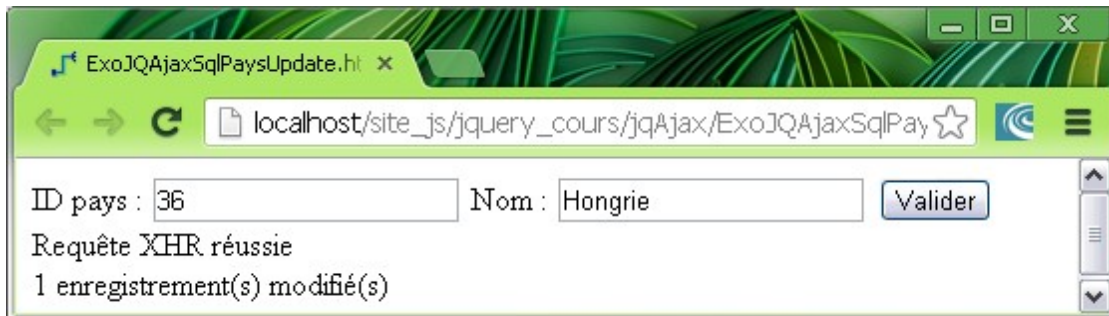 ExoJQAjaxSqlPaysUpdate.ht
localhost/site_js/jquery_cours/jqAjax/ExoJQAjaxSqlPay
ID pays : 36 Nom : Hongrie Valider
Requête XHR réussie
1 enregistrement(s) modifié(s)